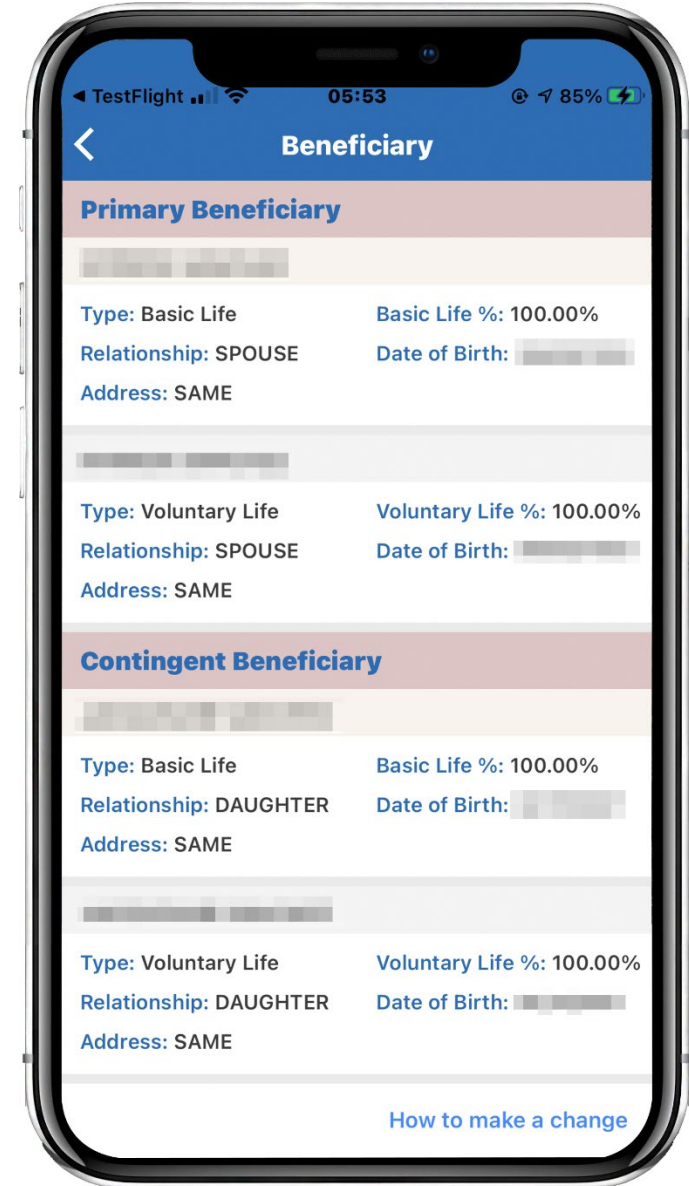 ◀ TestFlight 05:53 85%
Beneficiary
Primary Beneficiary
Type: Basic Life Basic Life %: 100.00%
Relationship: SPOUSE Date of Birth:
Address: SAME
Type: Voluntary Life Voluntary Life %: 100.00%
Relationship: SPOUSE Date of Birth:
Address: SAME
Contingent Beneficiary
Type: Basic Life Basic Life %: 100.00%
Relationship: DAUGHTER Date of Birth:
Address: SAME
Type: Voluntary Life Voluntary Life %: 100.00%
Relationship: DAUGHTER Date of Birth:
Address: SAME
How to make a change